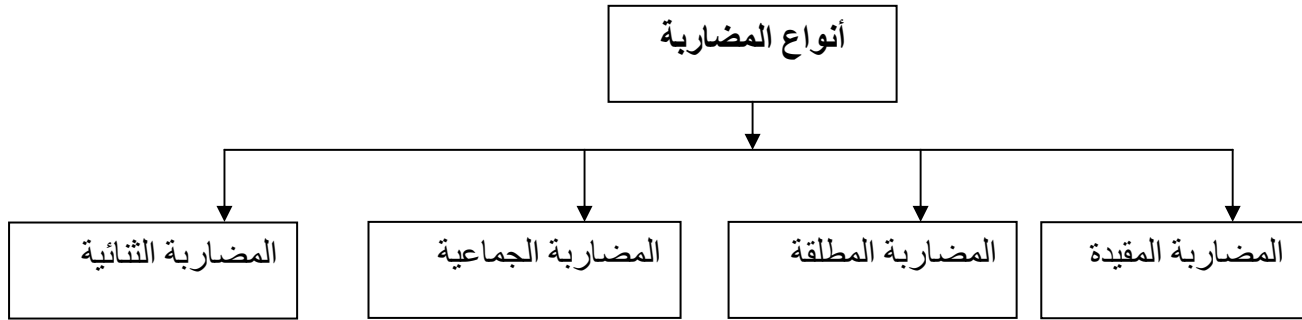 أنواع المضاربة
المضاربة المقيدة
المضاربة المطلقة
المضاربة الجماعية
المضاربة الثنائية